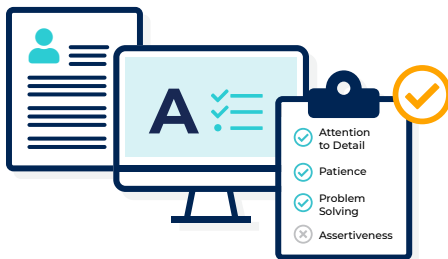 A
Attention
to Detail
Patience
Problem
Solving
Assertiveness